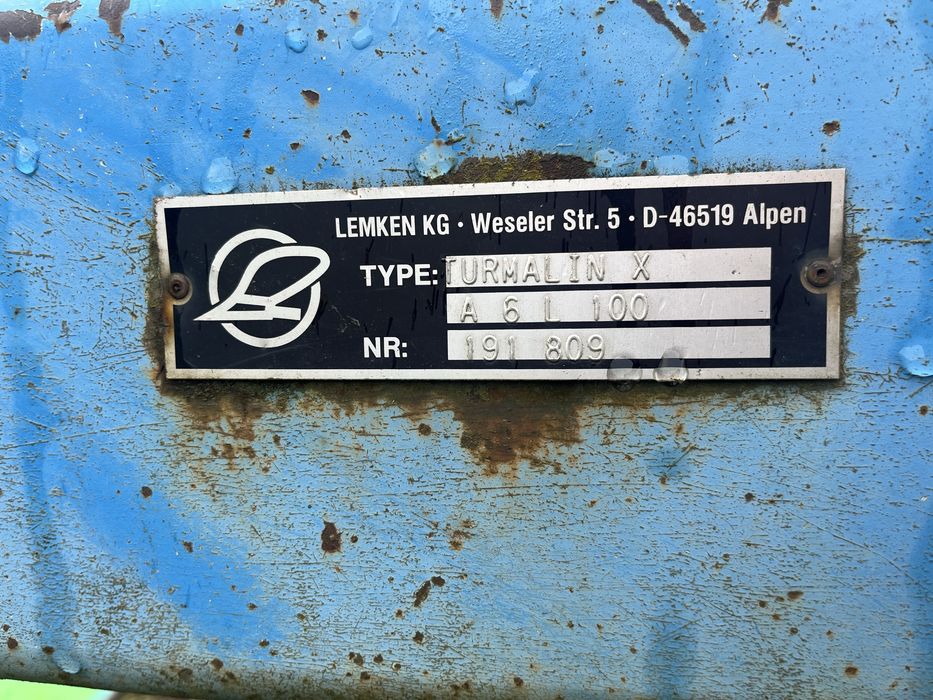 LEMKEN KG · Weseler Str. 5 · D-46519 Alpen
TYPE: TURMALIN X
A 6 L 100
NR: 191 809